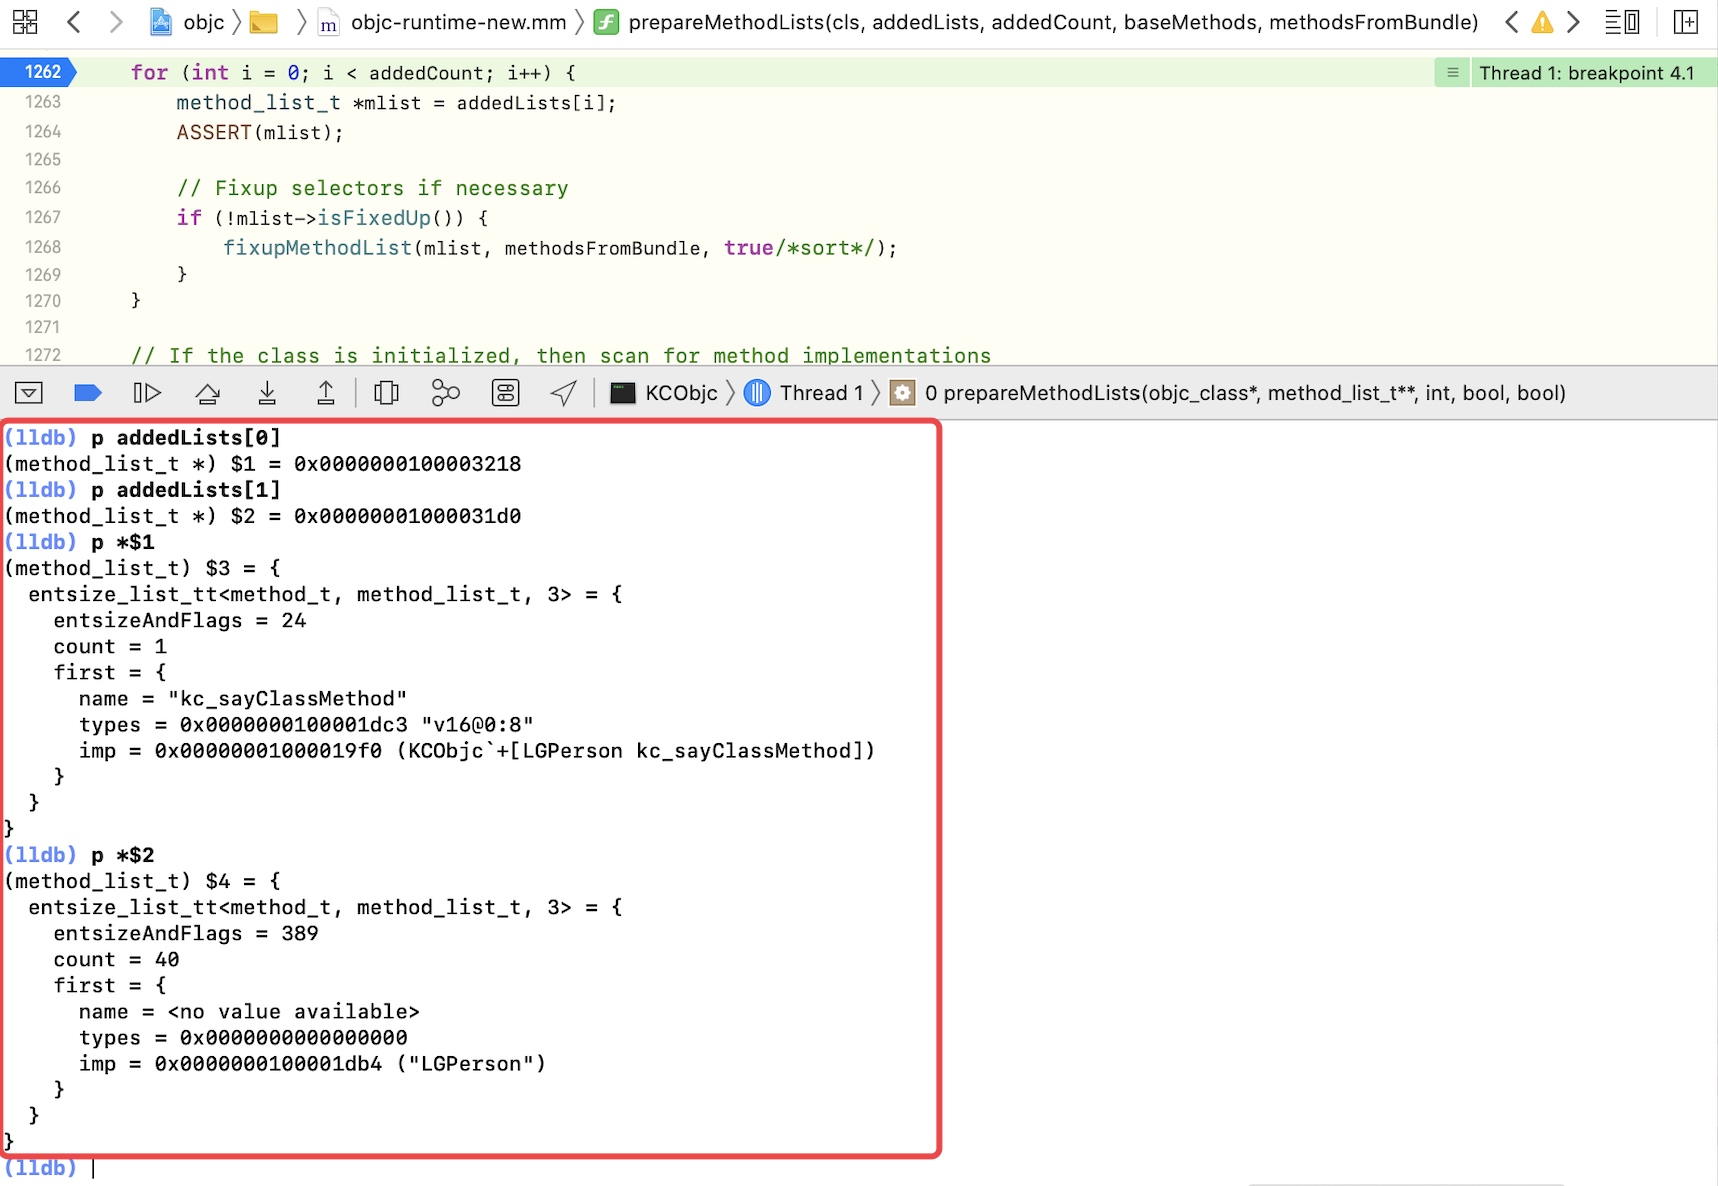 objc objc-runtime-new.mm prepareMethodLists(cls, addedLists, addedCount, baseMethods, methodsFromBundle)
1262 for (int i = 0; i < addedCount; i++) { Thread 1: breakpoint 4.1
1263 method_list_t *mlist = addedLists[i];
1264 ASSERT(mlist);
1265
1266 // Fixup selectors if necessary
1267 if (!mlist->isFixedUp()) {
1268 fixupMethodList(mlist, methodsFromBundle, true/*sort*/);
1269 }
1270 }
1271
1272 // If the class is initialized, then scan for method implementations
KCObjc Thread 1 0 prepareMethodLists(objc_class*, method_list_t**, int, bool, bool)
(lldb) p addedLists[0]
(method_list_t *) $1 = 0x0000000100003218
(lldb) p addedLists[1]
(method_list_t *) $2 = 0x00000001000031d0
(lldb) p *$1
(method_list_t) $3 = {
entsize_list_tt<method_t, method_list_t, 3> = {
entsizeAndFlags = 24
count = 1
first = {
name = "kc_sayClassMethod"
types = 0x0000000100001dc3 "v16@0:8"
imp = 0x00000001000019f0 (KCObjc`+[LGPerson kc_sayClassMethod])
}
}
}
(lldb) p *$2
(method_list_t) $4 = {
entsize_list_tt<method_t, method_list_t, 3> = {
entsizeAndFlags = 389
count = 40
first = {
name = <no value available>
types = 0x0000000000000000
imp = 0x0000000100001db4 ("LGPerson")
}
}
}
(lldb)